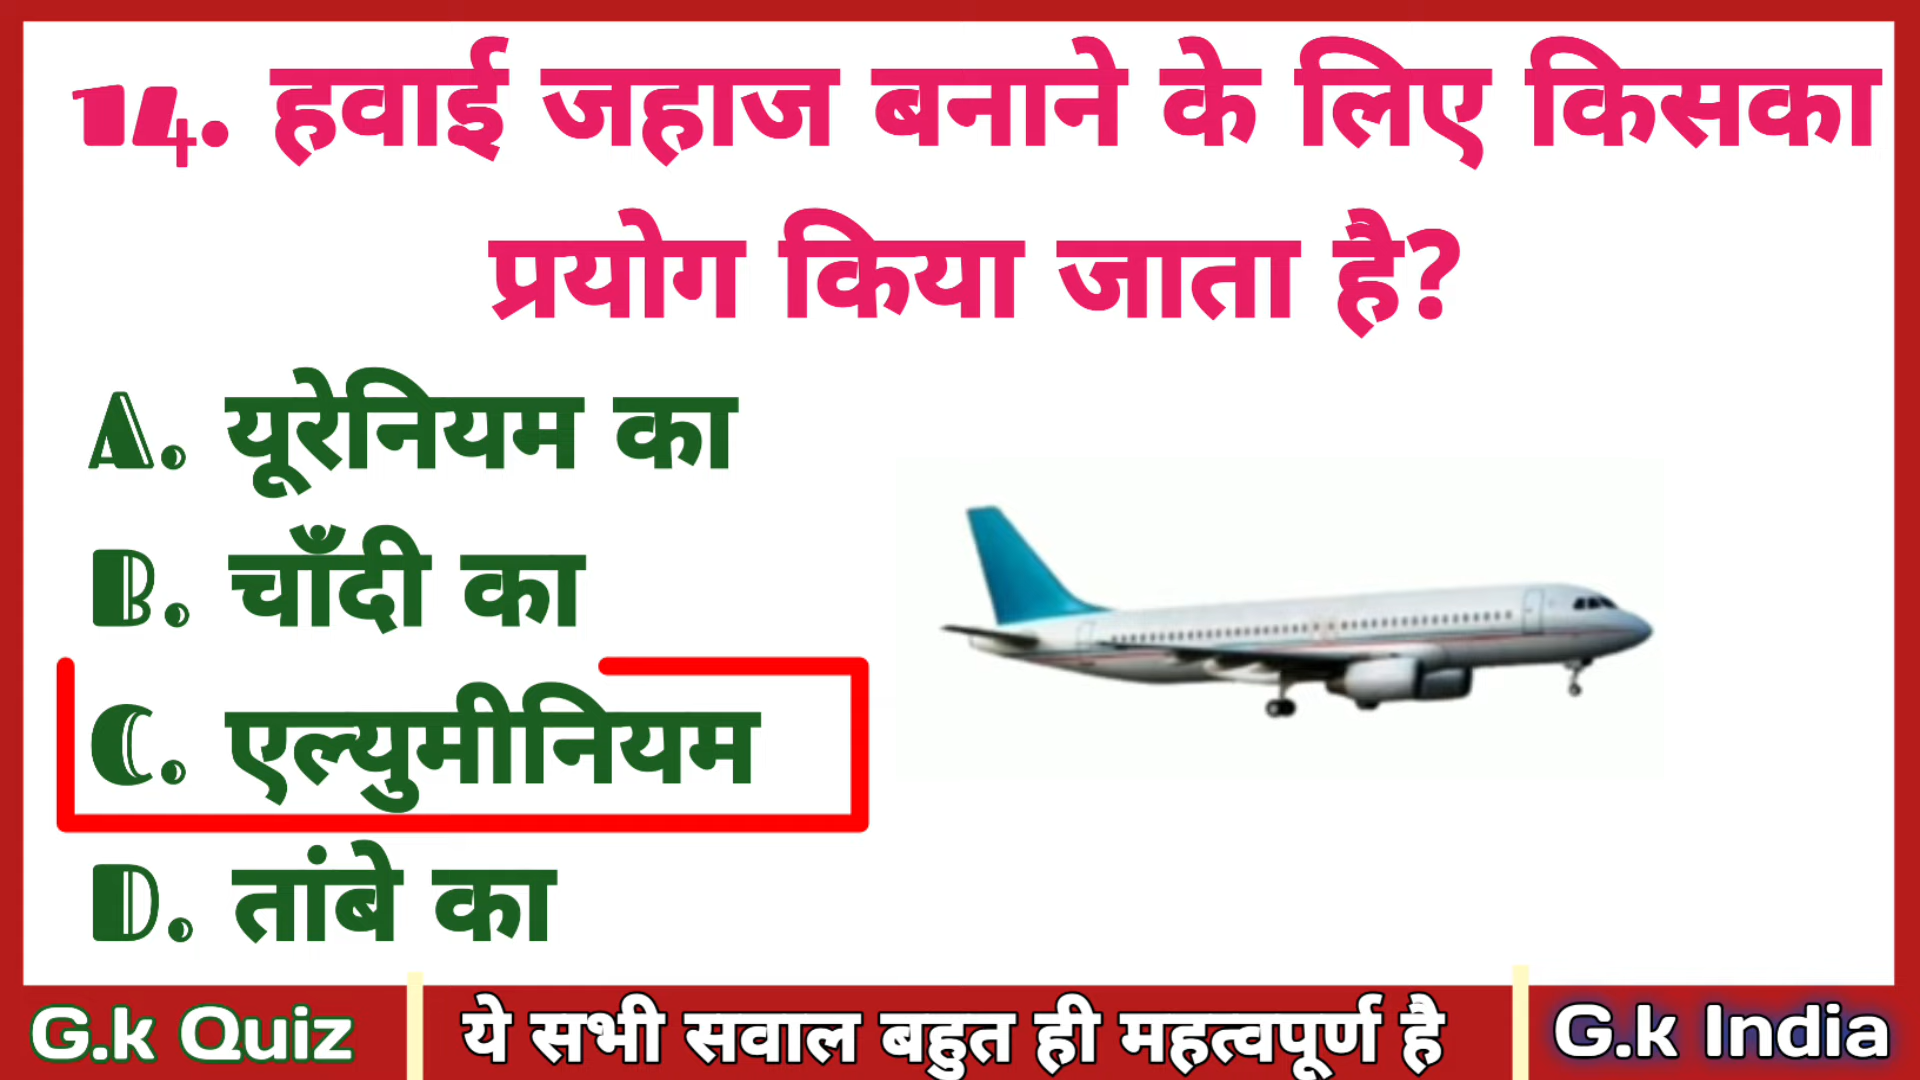 14. हवाई जहाज बनाने के लिए किसका
प्रयोग किया जाता है?
A. यूरेनियम का
B. चाँदी का
C. एल्युमीनियम
D. तांबे का
G.k Quiz
ये सभी सवाल बहुत ही महत्वपूर्ण है
G.k India